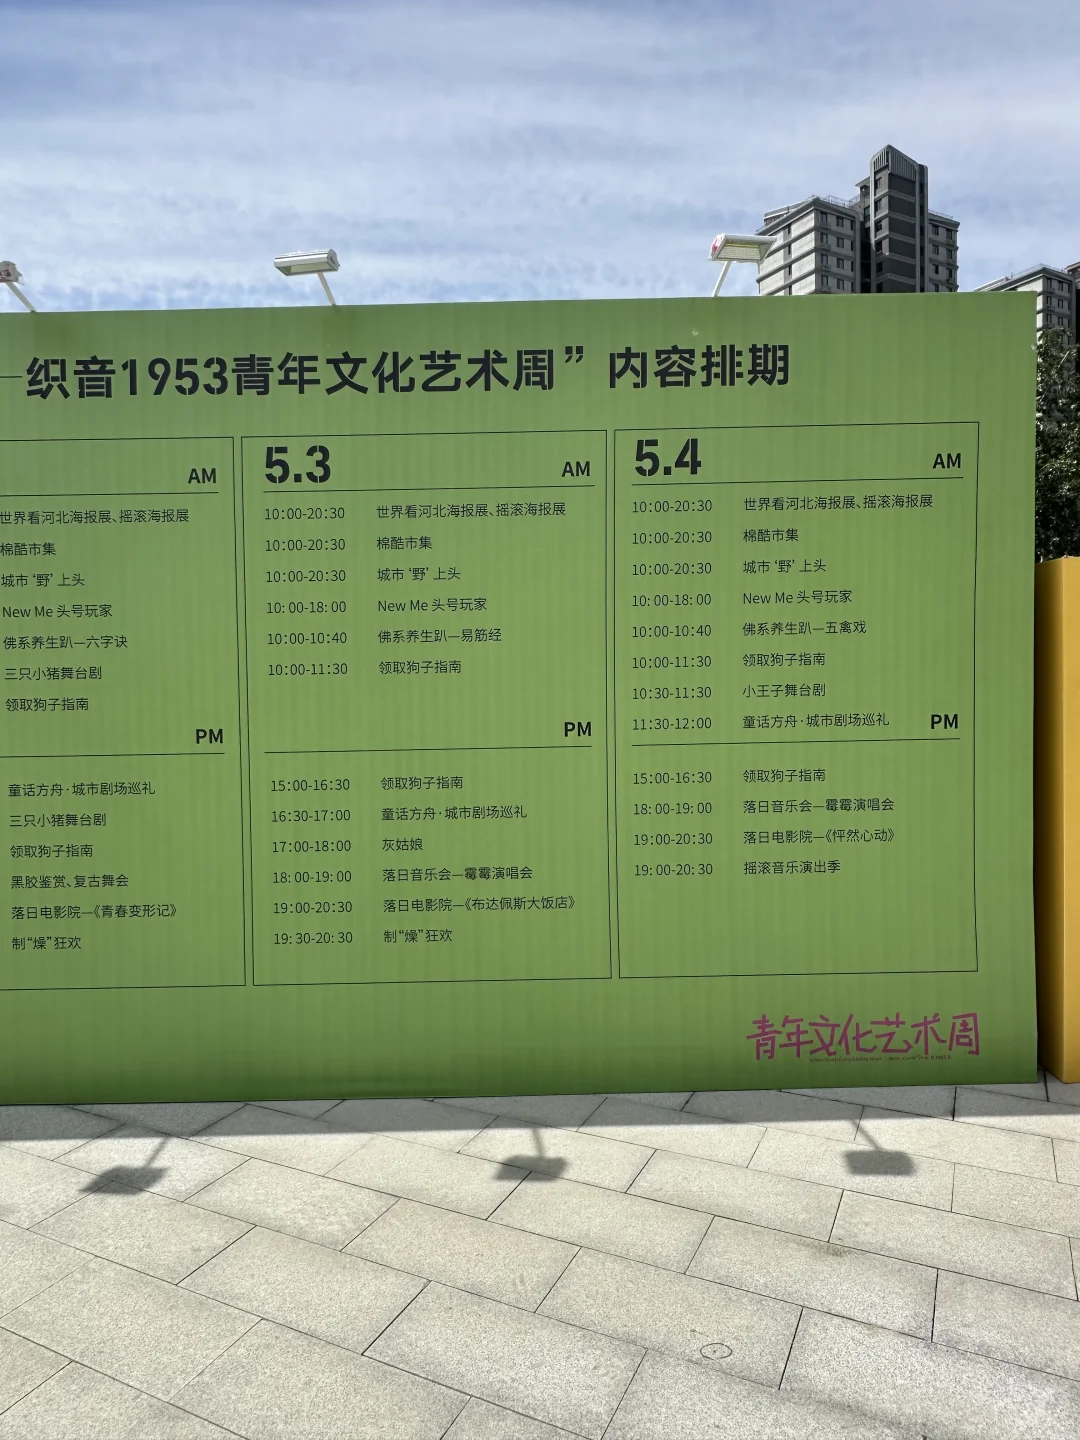 织音1953青年文化艺术周”内容排期
AM
世界看河北海报展、摇滚海报展
棉酷市集
城市‘野’上头
New Me 头号玩家
佛系养生趴—六字诀
三只小猪舞台剧
领取狗子指南
PM
童话方舟·城市剧场巡礼
三只小猪舞台剧
领取狗子指南
黑胶鉴赏、复古舞会
落日电影院—《青春变形记》
制“燥”狂欢
5.3 AM
10:00-20:30 世界看河北海报展、摇滚海报展
10:00-20:30 棉酷市集
10:00-20:30 城市‘野’上头
10:00-18:00 New Me 头号玩家
10:00-10:40 佛系养生趴—易筋经
10:00-11:30 领取狗子指南
PM
15:00-16:30 领取狗子指南
16:30-17:00 童话方舟·城市剧场巡礼
17:00-18:00 灰姑娘
18:00-19:00 落日音乐会—霉霉演唱会
19:00-20:30 落日电影院—《布达佩斯大饭店》
19:30-20:30 制“燥”狂欢
5.4 AM
10:00-20:30 世界看河北海报展、摇滚海报展
10:00-20:30 棉酷市集
10:00-20:30 城市‘野’上头
10:00-18:00 New Me 头号玩家
10:00-10:40 佛系养生趴—五禽戏
10:00-11:30 领取狗子指南
10:30-11:30 小王子舞台剧
11:30-12:00 童话方舟·城市剧场巡礼 PM
15:00-16:30 领取狗子指南
18:00-19:00 落日音乐会—霉霉演唱会
19:00-20:30 落日电影院—《怦然心动》
19:00-20:30 摇滚音乐演出季
青年文化艺术周